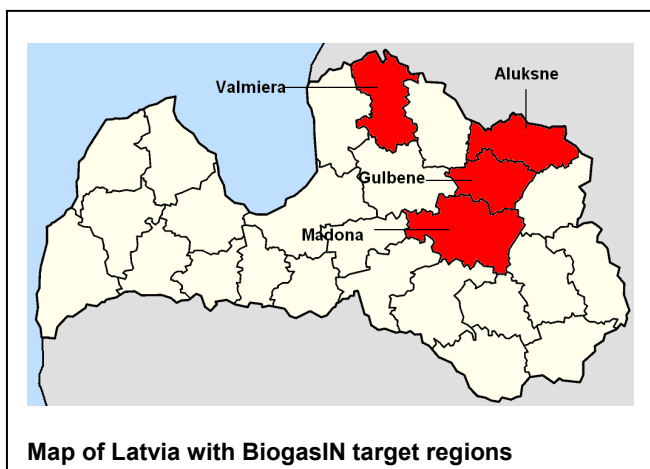 Aluksne
Valmiera
Gulbene
Madona
Map of Latvia with BiogasIN target regions